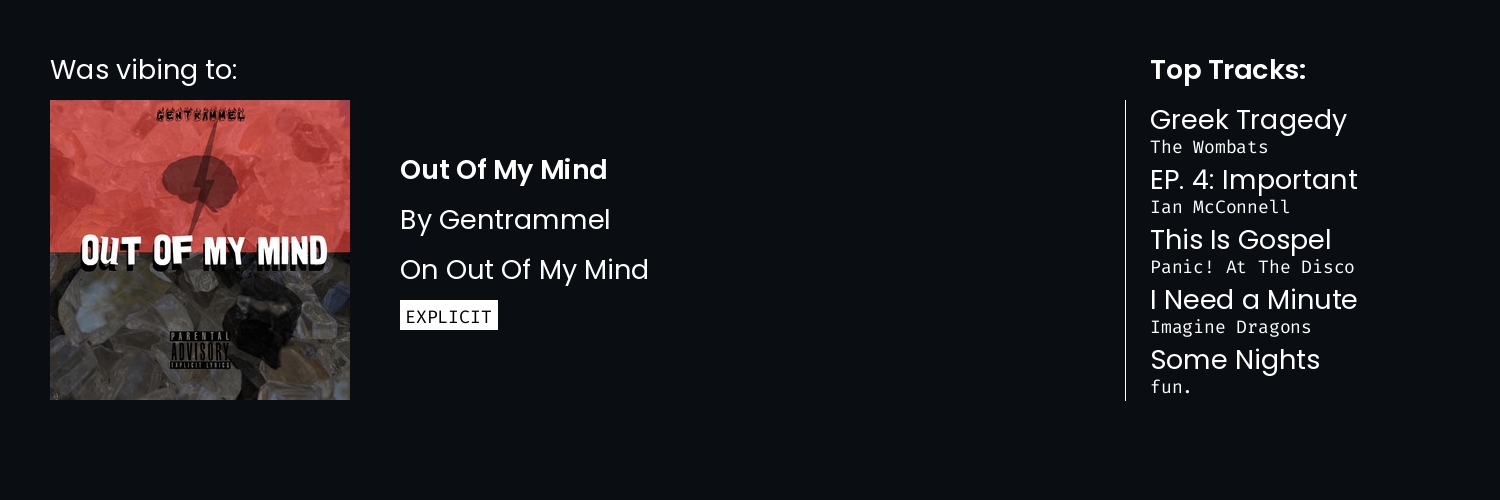 Was vibing to:
GENTRAMMEL
OUT OF MY MIND
PARENTAL
ADVISORY
EXPLICIT LYRICS
Out Of My Mind
By Gentrammel
On Out Of My Mind
EXPLICIT
Top Tracks:
Greek Tragedy
The Wombats
EP. 4: Important
Ian McConnell
This Is Gospel
Panic! At The Disco
I Need a Minute
Imagine Dragons
Some Nights
fun.